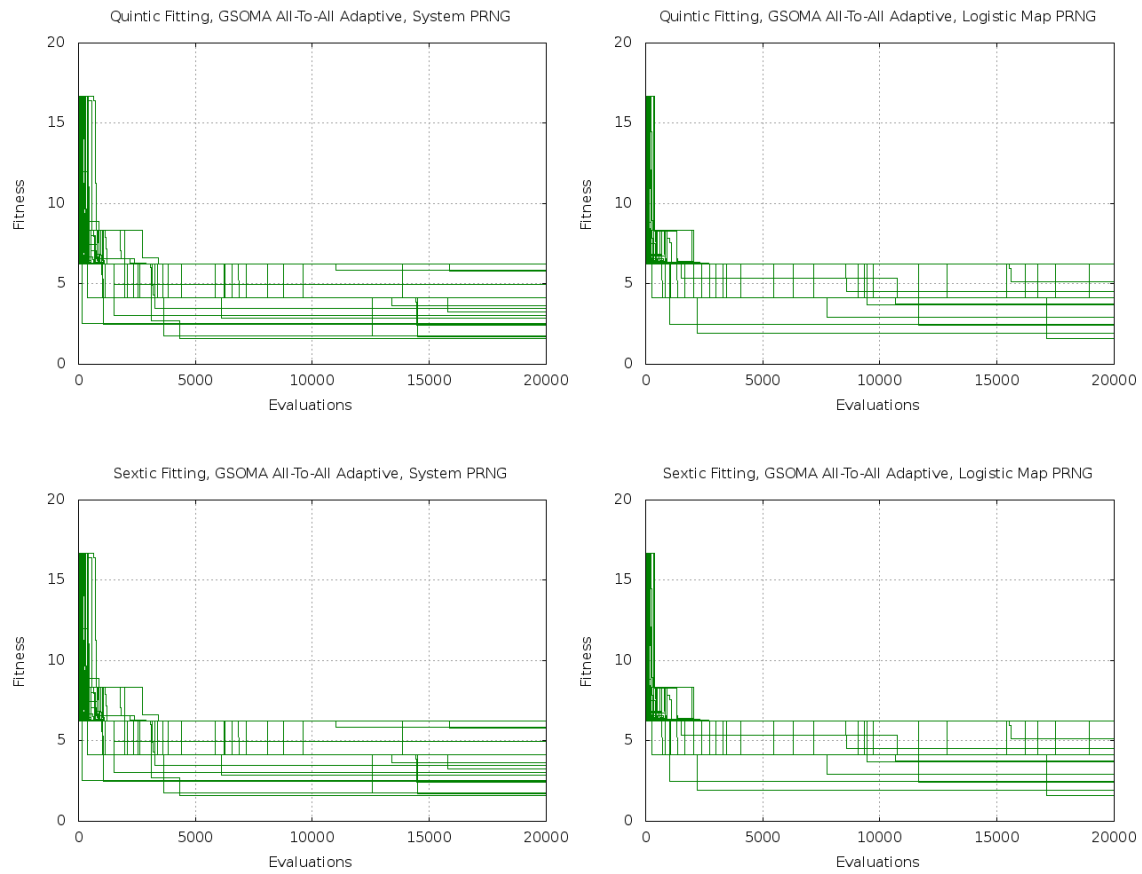 Quintic Fitting, GSOMA All-To-All Adaptive, System PRNG
20
15
10
5
0
Fitness
0 5000 10000 15000 20000
Evaluations
Quintic Fitting, GSOMA All-To-All Adaptive, Logistic Map PRNG
20
15
10
5
0
Fitness
0 5000 10000 15000 20000
Evaluations
Sextic Fitting, GSOMA All-To-All Adaptive, System PRNG
20
15
10
5
0
Fitness
0 5000 10000 15000 20000
Evaluations
Sextic Fitting, GSOMA All-To-All Adaptive, Logistic Map PRNG
20
15
10
5
0
Fitness
0 5000 10000 15000 20000
Evaluations